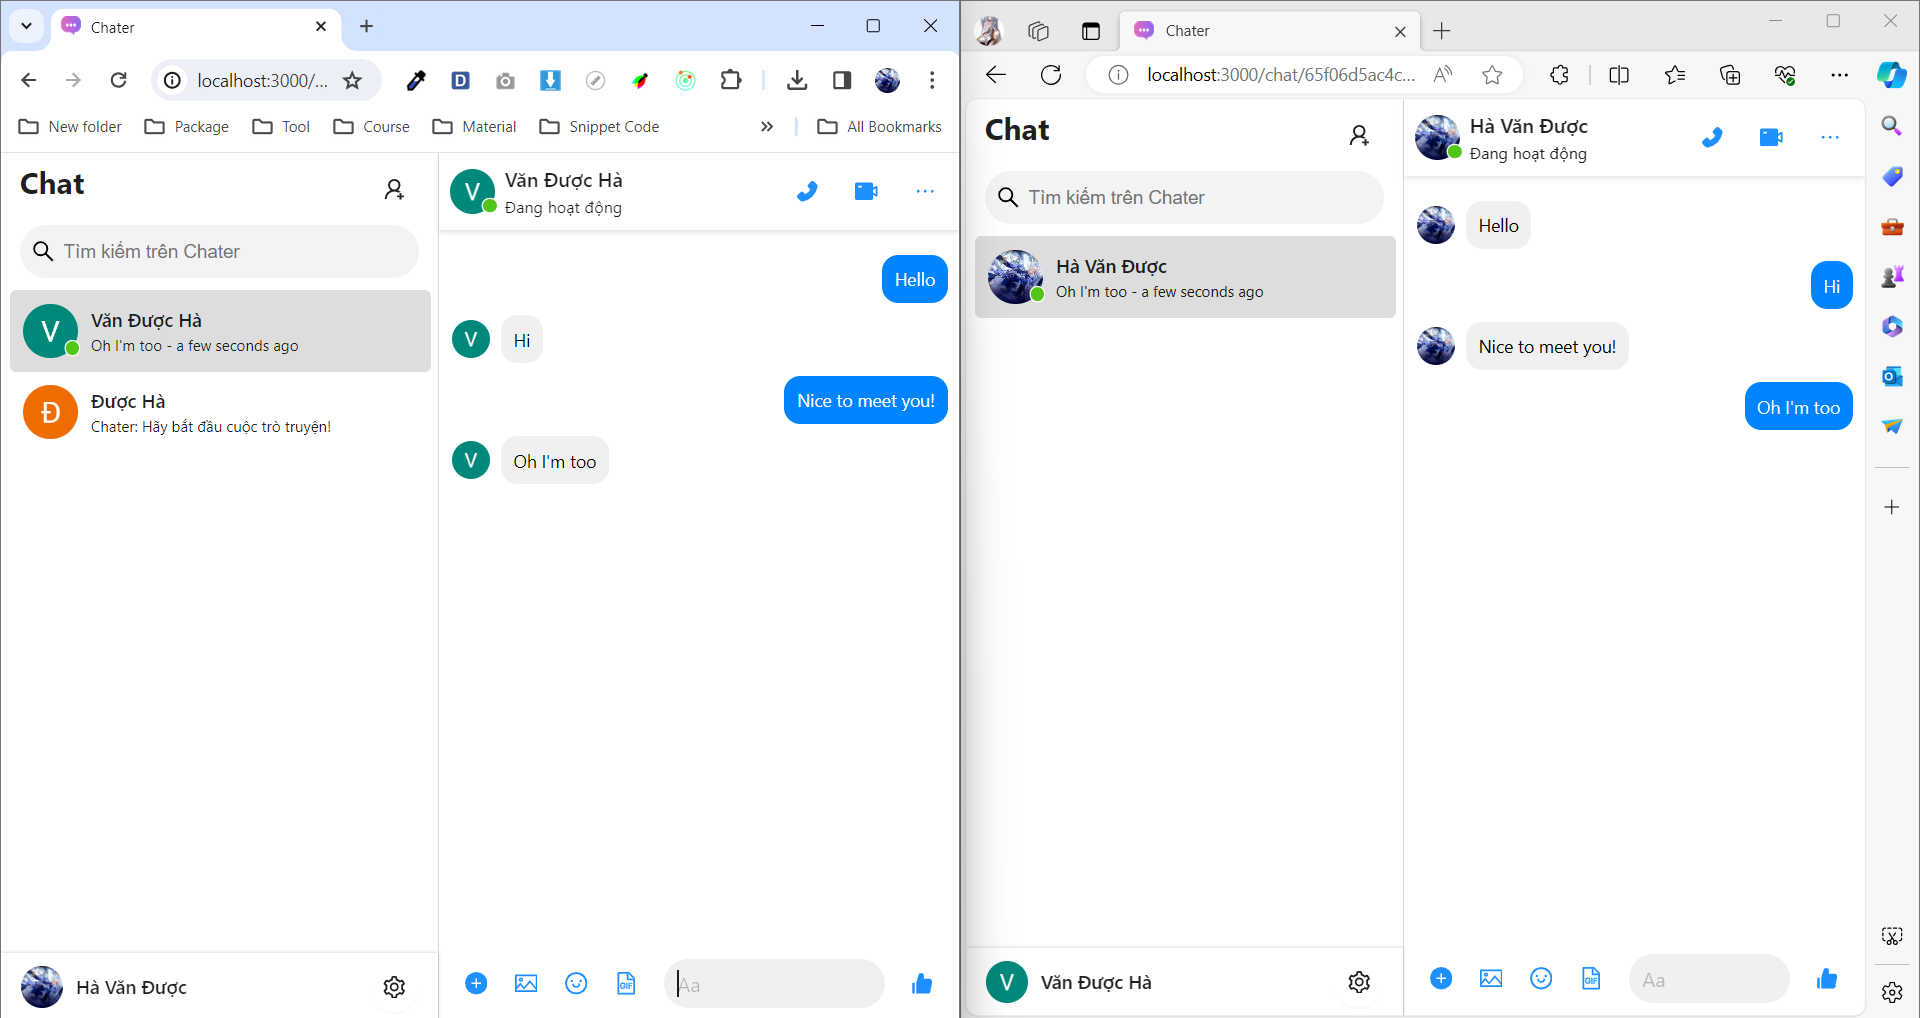 Chater
localhost:3000/...
New folder
Package
Tool
Course
Material
Snippet Code
All Bookmarks
Chat
Tìm kiếm trên Chater
Văn Được Hà
Oh I'm too - a few seconds ago
Được Hà
Chater: Hãy bắt đầu cuộc trò truyện!
Hà Văn Được
V
Đ
V
Văn Được Hà
Đang hoạt động
Hello
V
Hi
Nice to meet you!
V
Oh I'm too
GIF
Aa
Chater
localhost:3000/chat/65f06d5ac4c...
Chat
Tìm kiếm trên Chater
Hà Văn Được
Oh I'm too - a few seconds ago
V
Văn Được Hà
Hà Văn Được
Đang hoạt động
Hello
Hi
Nice to meet you!
Oh I'm too
GIF
Aa